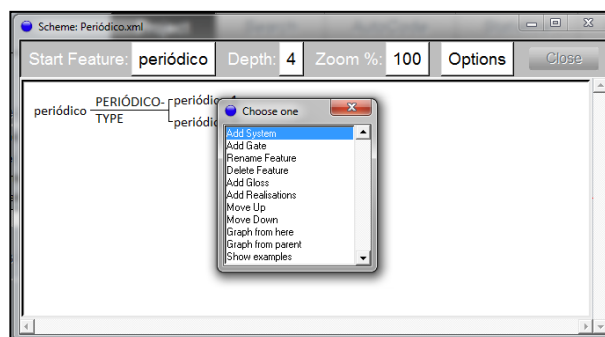 Scheme: Periódico.xml
Start Feature: periódico Depth: 4 Zoom %: 100 Options Close
periódico PERIÓDICO-TYPE
Choose one
Add System
Add Gate
Rename Feature
Delete Feature
Add Gloss
Add Realisations
Move Up
Move Down
Graph from here
Graph from parent
Show examples